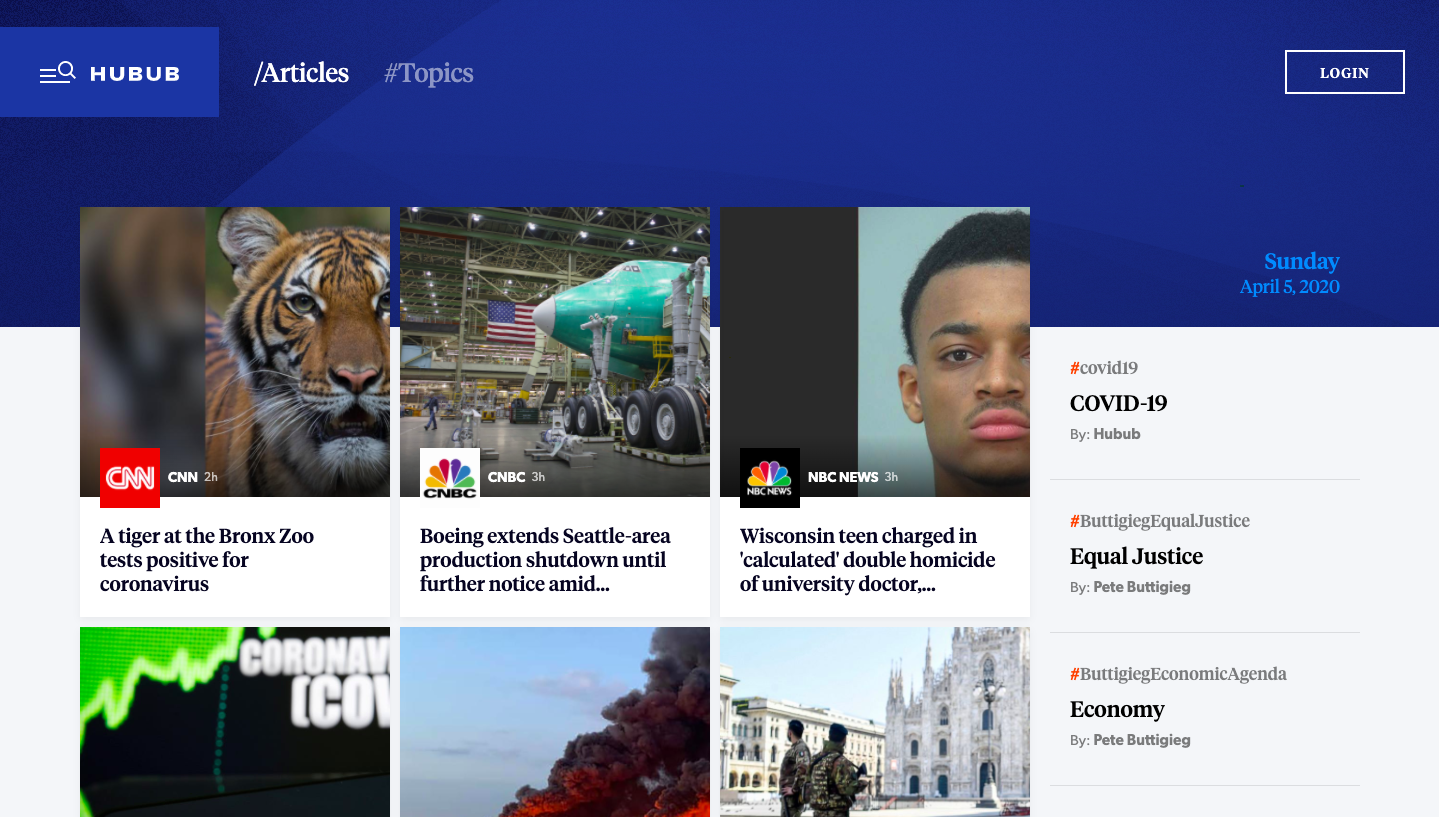 HUBUB
/Articles
#Topics
LOGIN
Sunday
April 5, 2020
CNN
CNN 2h
A tiger at the Bronx Zoo
tests positive for
coronavirus
CNBC
CNBC 3h
Boeing extends Seattle-area
production shutdown until
further notice amid...
NBC NEWS
NBC NEWS 3h
Wisconsin teen charged in
'calculated' double homicide
of university doctor,...
#covid19
COVID-19
By: Hubub
#ButtigiegEqualJustice
Equal Justice
By: Pete Buttigieg
#ButtigiegEconomicAgenda
Economy
By: Pete Buttigieg
CORONAV
(COV